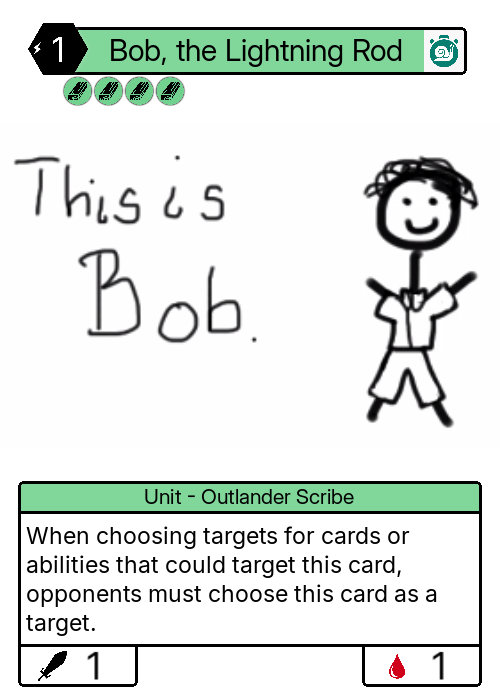 1 Bob, the Lightning Rod
This is
Bob.
Unit - Outlander Scribe
When choosing targets for cards or
abilities that could target this card,
opponents must choose this card as a
target.
1 1